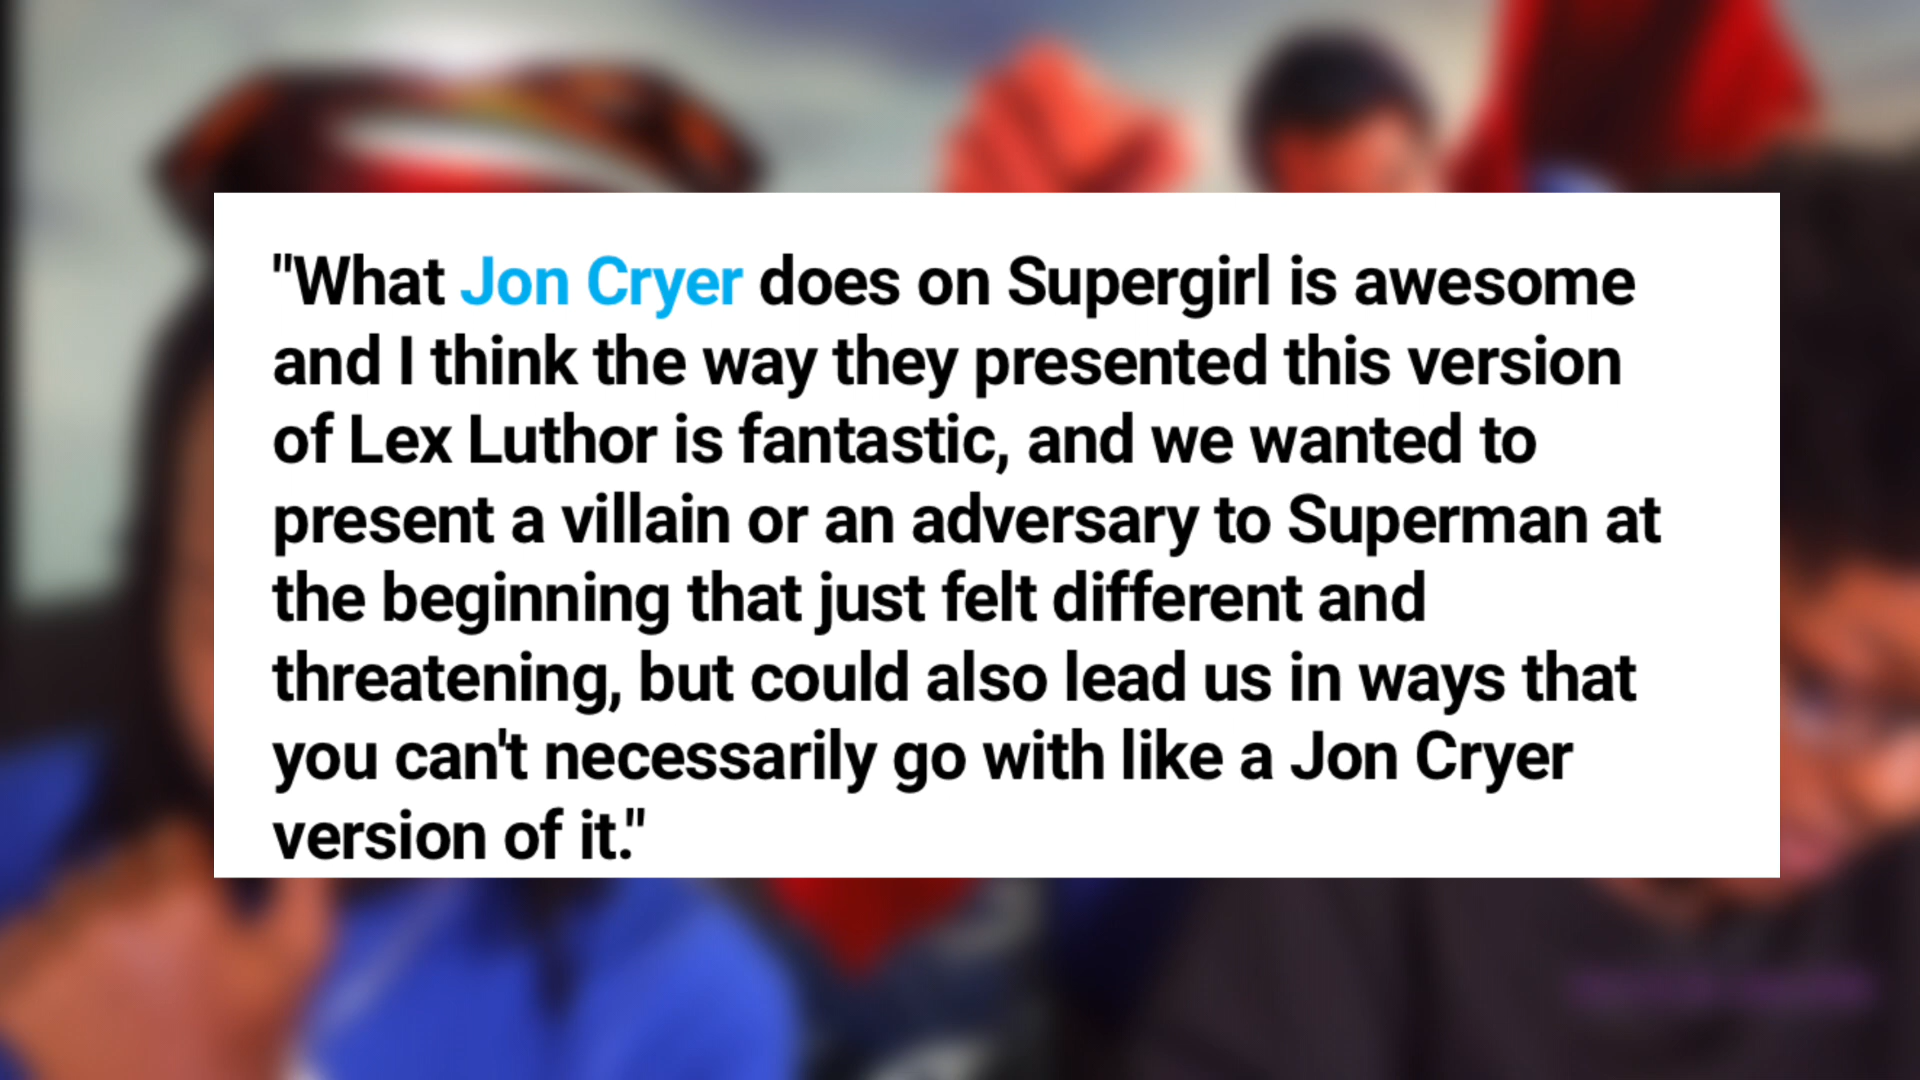 "What Jon Cryer does on Supergirl is awesome
and I think the way they presented this version
of Lex Luthor is fantastic, and we wanted to
present a villain or an adversary to Superman at
the beginning that just felt different and
threatening, but could also lead us in ways that
you can't necessarily go with like a Jon Cryer
version of it."